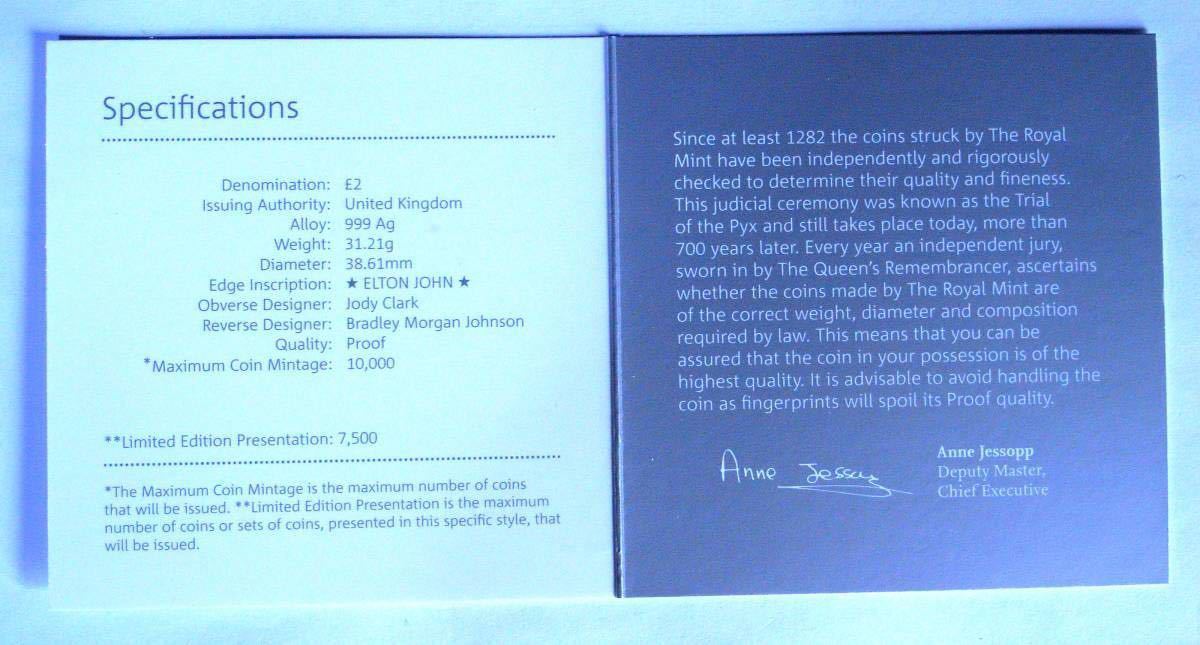 Specifications
Denomination: £2
Issuing Authority: United Kingdom
Alloy: 999 Ag
Weight: 31.21g
Diameter: 38.61mm
Edge Inscription: ★ ELTON JOHN ★
Obverse Designer: Jody Clark
Reverse Designer: Bradley Morgan Johnson
Quality: Proof
*Maximum Coin Mintage: 10,000
**Limited Edition Presentation: 7,500
*The Maximum Coin Mintage is the maximum number of coins
that will be issued. **Limited Edition Presentation is the maximum
number of coins or sets of coins, presented in this specific style, that
will be issued.
Since at least 1282 the coins struck by The Royal
Mint have been independently and rigorously
checked to determine their quality and fineness.
This judicial ceremony was known as the Trial
of the Pyx and still takes place today, more than
700 years later. Every year an independent jury,
sworn in by The Queen's Remembrancer, ascertains
whether the coins made by The Royal Mint are
of the correct weight, diameter and composition
required by law. This means that you can be
assured that the coin in your possession is of the
highest quality. It is advisable to avoid handling the
coin as fingerprints will spoil its Proof quality.
Anne Jessopp
Anne Jessopp
Deputy Master,
Chief Executive